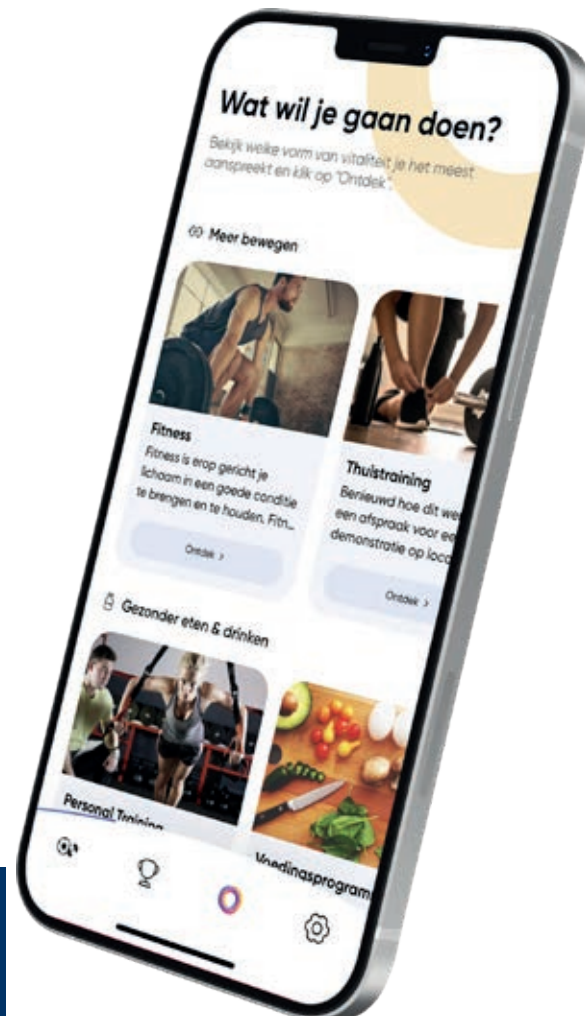 Wat wil je gaan doen?
Bekijk welke vorm van vitaliteit je het meest
aanspreekt en klik op "Ontdek".
Meer bewegen
Fitness
Fitness is erop gericht je
lichaam in een goede conditie
te brengen en te houden. Fitn...
Ontdek >
Thuistraining
Benieuwd hoe dit we
een afspraak voor ee
demonstratie op loca
Ontdek >
Gezonder eten & drinken
Personal Training
Voedingsprogram